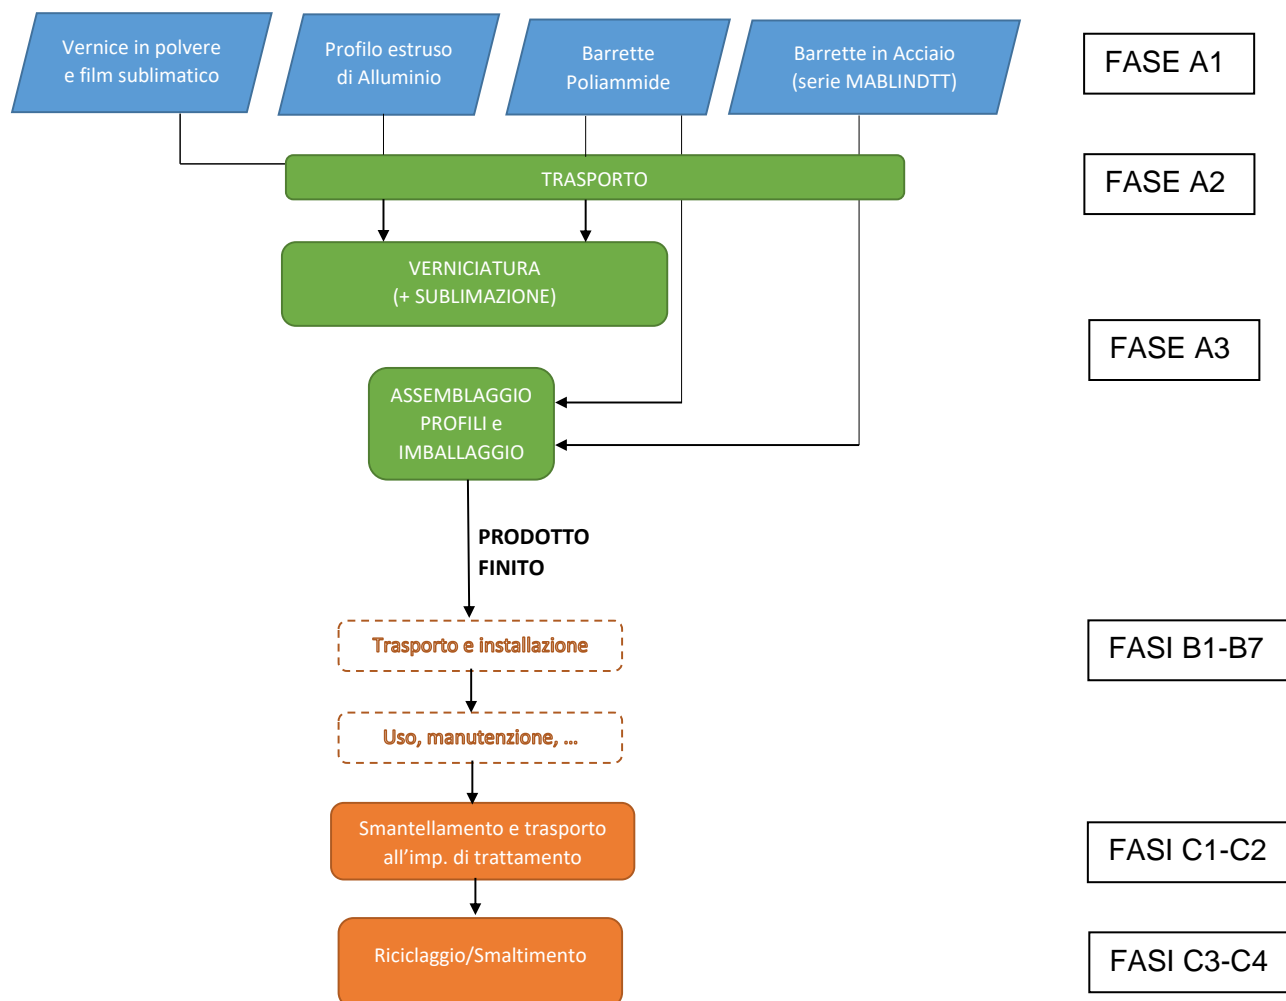 Vernice in polvere
e film sublimatico
Profilo estruso
di Alluminio
Barrette
Poliammide
Barrette in Acciaio
(serie MABLINDTT)
FASE A1
TRASPORTO
FASE A2
VERNICIATURA
(+ SUBLIMAZIONE)
FASE A3
ASSEMBLAGGIO
PROFILI e
IMBALLAGGIO
PRODOTTO
FINITO
Trasporto e installazione
FASI B1-B7
Uso, manutenzione, ...
Smantellamento e trasporto
all'imp. di trattamento
FASI C1-C2
Riciclaggio/Smaltimento
FASI C3-C4